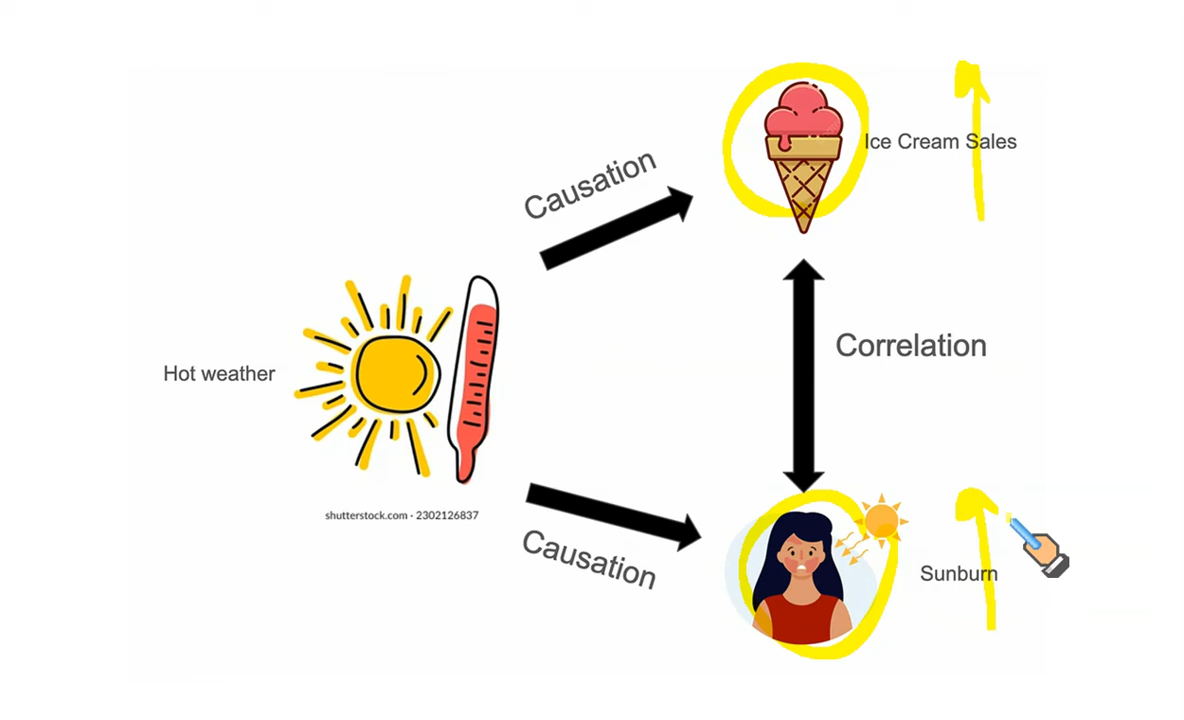 Causation
Ice Cream Sales
Correlation
Hot weather
shutterstock.com · 2302126837
Causation
Sunburn